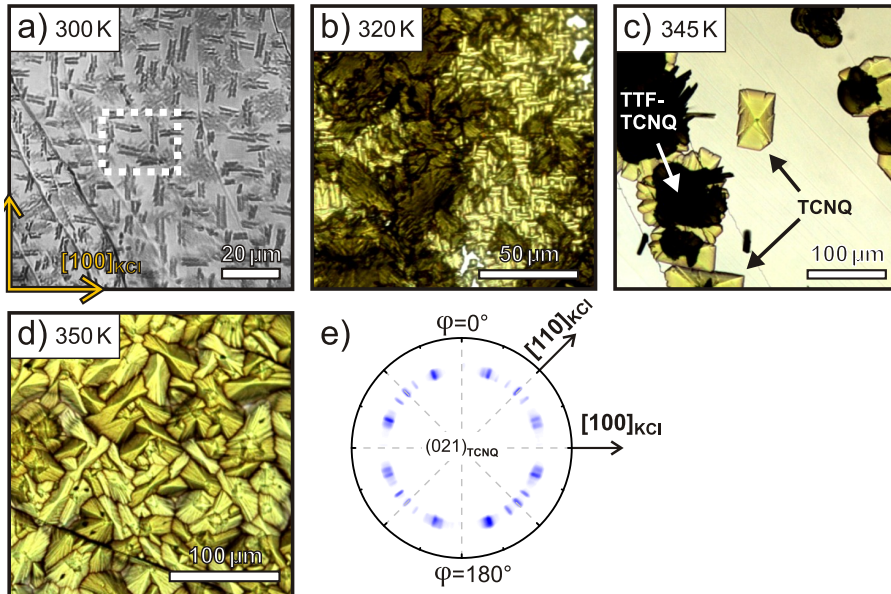 a) 300 K
[100]KCl
20 µm
b) 320 K
50 µm
c) 345 K
TTF-
TCNQ
TCNQ
100 µm
d) 350 K
100 µm
e)
φ=0°
[110]KCl
[100]KCl
(021)TCNQ
φ=180°